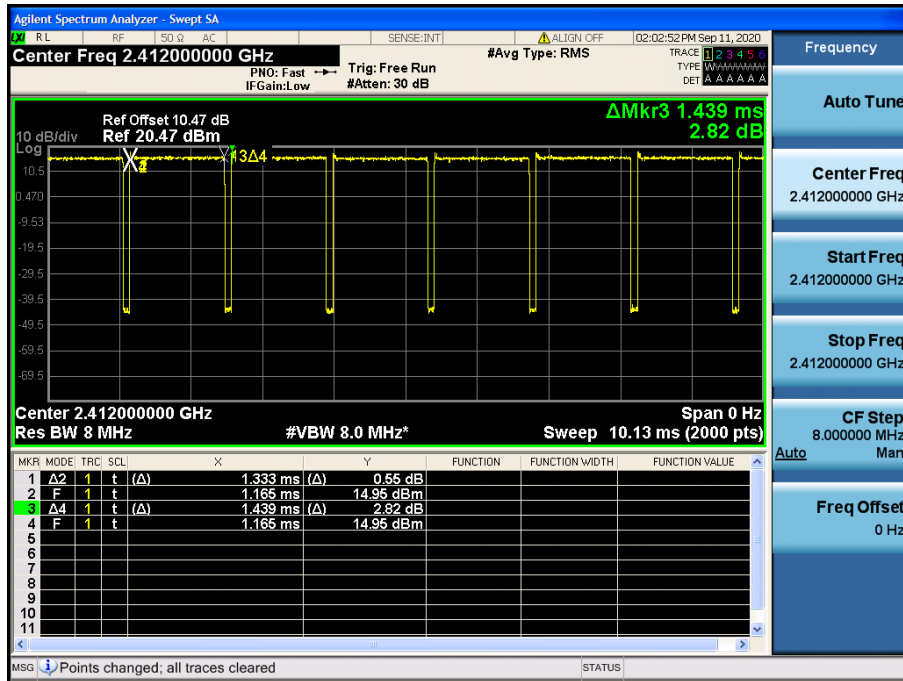 Agilent Spectrum Analyzer - Swept SA
LXI RL RF 50 Ω AC SENSE:INT ALIGN OFF 02:02:52 PM Sep 11, 2020
Center Freq 2.412000000 GHz
#Avg Type: RMS
TRACE 1 2 3 4 5 6
PNO: Fast
Trig: Free Run
TYPE WWWWWW
IFGain:Low
#Atten: 30 dB
DET A A A A A A
ΔMkr3 1.439 ms
2.82 dB
Ref Offset 10.47 dB
10 dB/div
Ref 20.47 dBm
Log
3Δ4
10.5
0.470
-9.53
-19.5
-29.5
-39.5
-49.5
-59.5
-69.5
Center 2.412000000 GHz
Span 0 Hz
Res BW 8 MHz
#VBW 8.0 MHz*
Sweep 10.13 ms (2000 pts)
MKR MODE TRC SCL X Y FUNCTION FUNCTION WIDTH FUNCTION VALUE
1 Δ2 1 t (Δ) 1.333 ms (Δ) 0.55 dB
2 F 1 t 1.165 ms 14.95 dBm
3 Δ4 1 t (Δ) 1.439 ms (Δ) 2.82 dB
4 F 1 t 1.165 ms 14.95 dBm
5
6
7
8
9
10
11
MSG Points changed; all traces cleared
STATUS
Frequency
Auto Tune
Center Freq
2.412000000 GHz
Start Freq
2.412000000 GHz
Stop Freq
2.412000000 GHz
CF Step
8.000000 MHz
Auto Man
Freq Offset
0 Hz